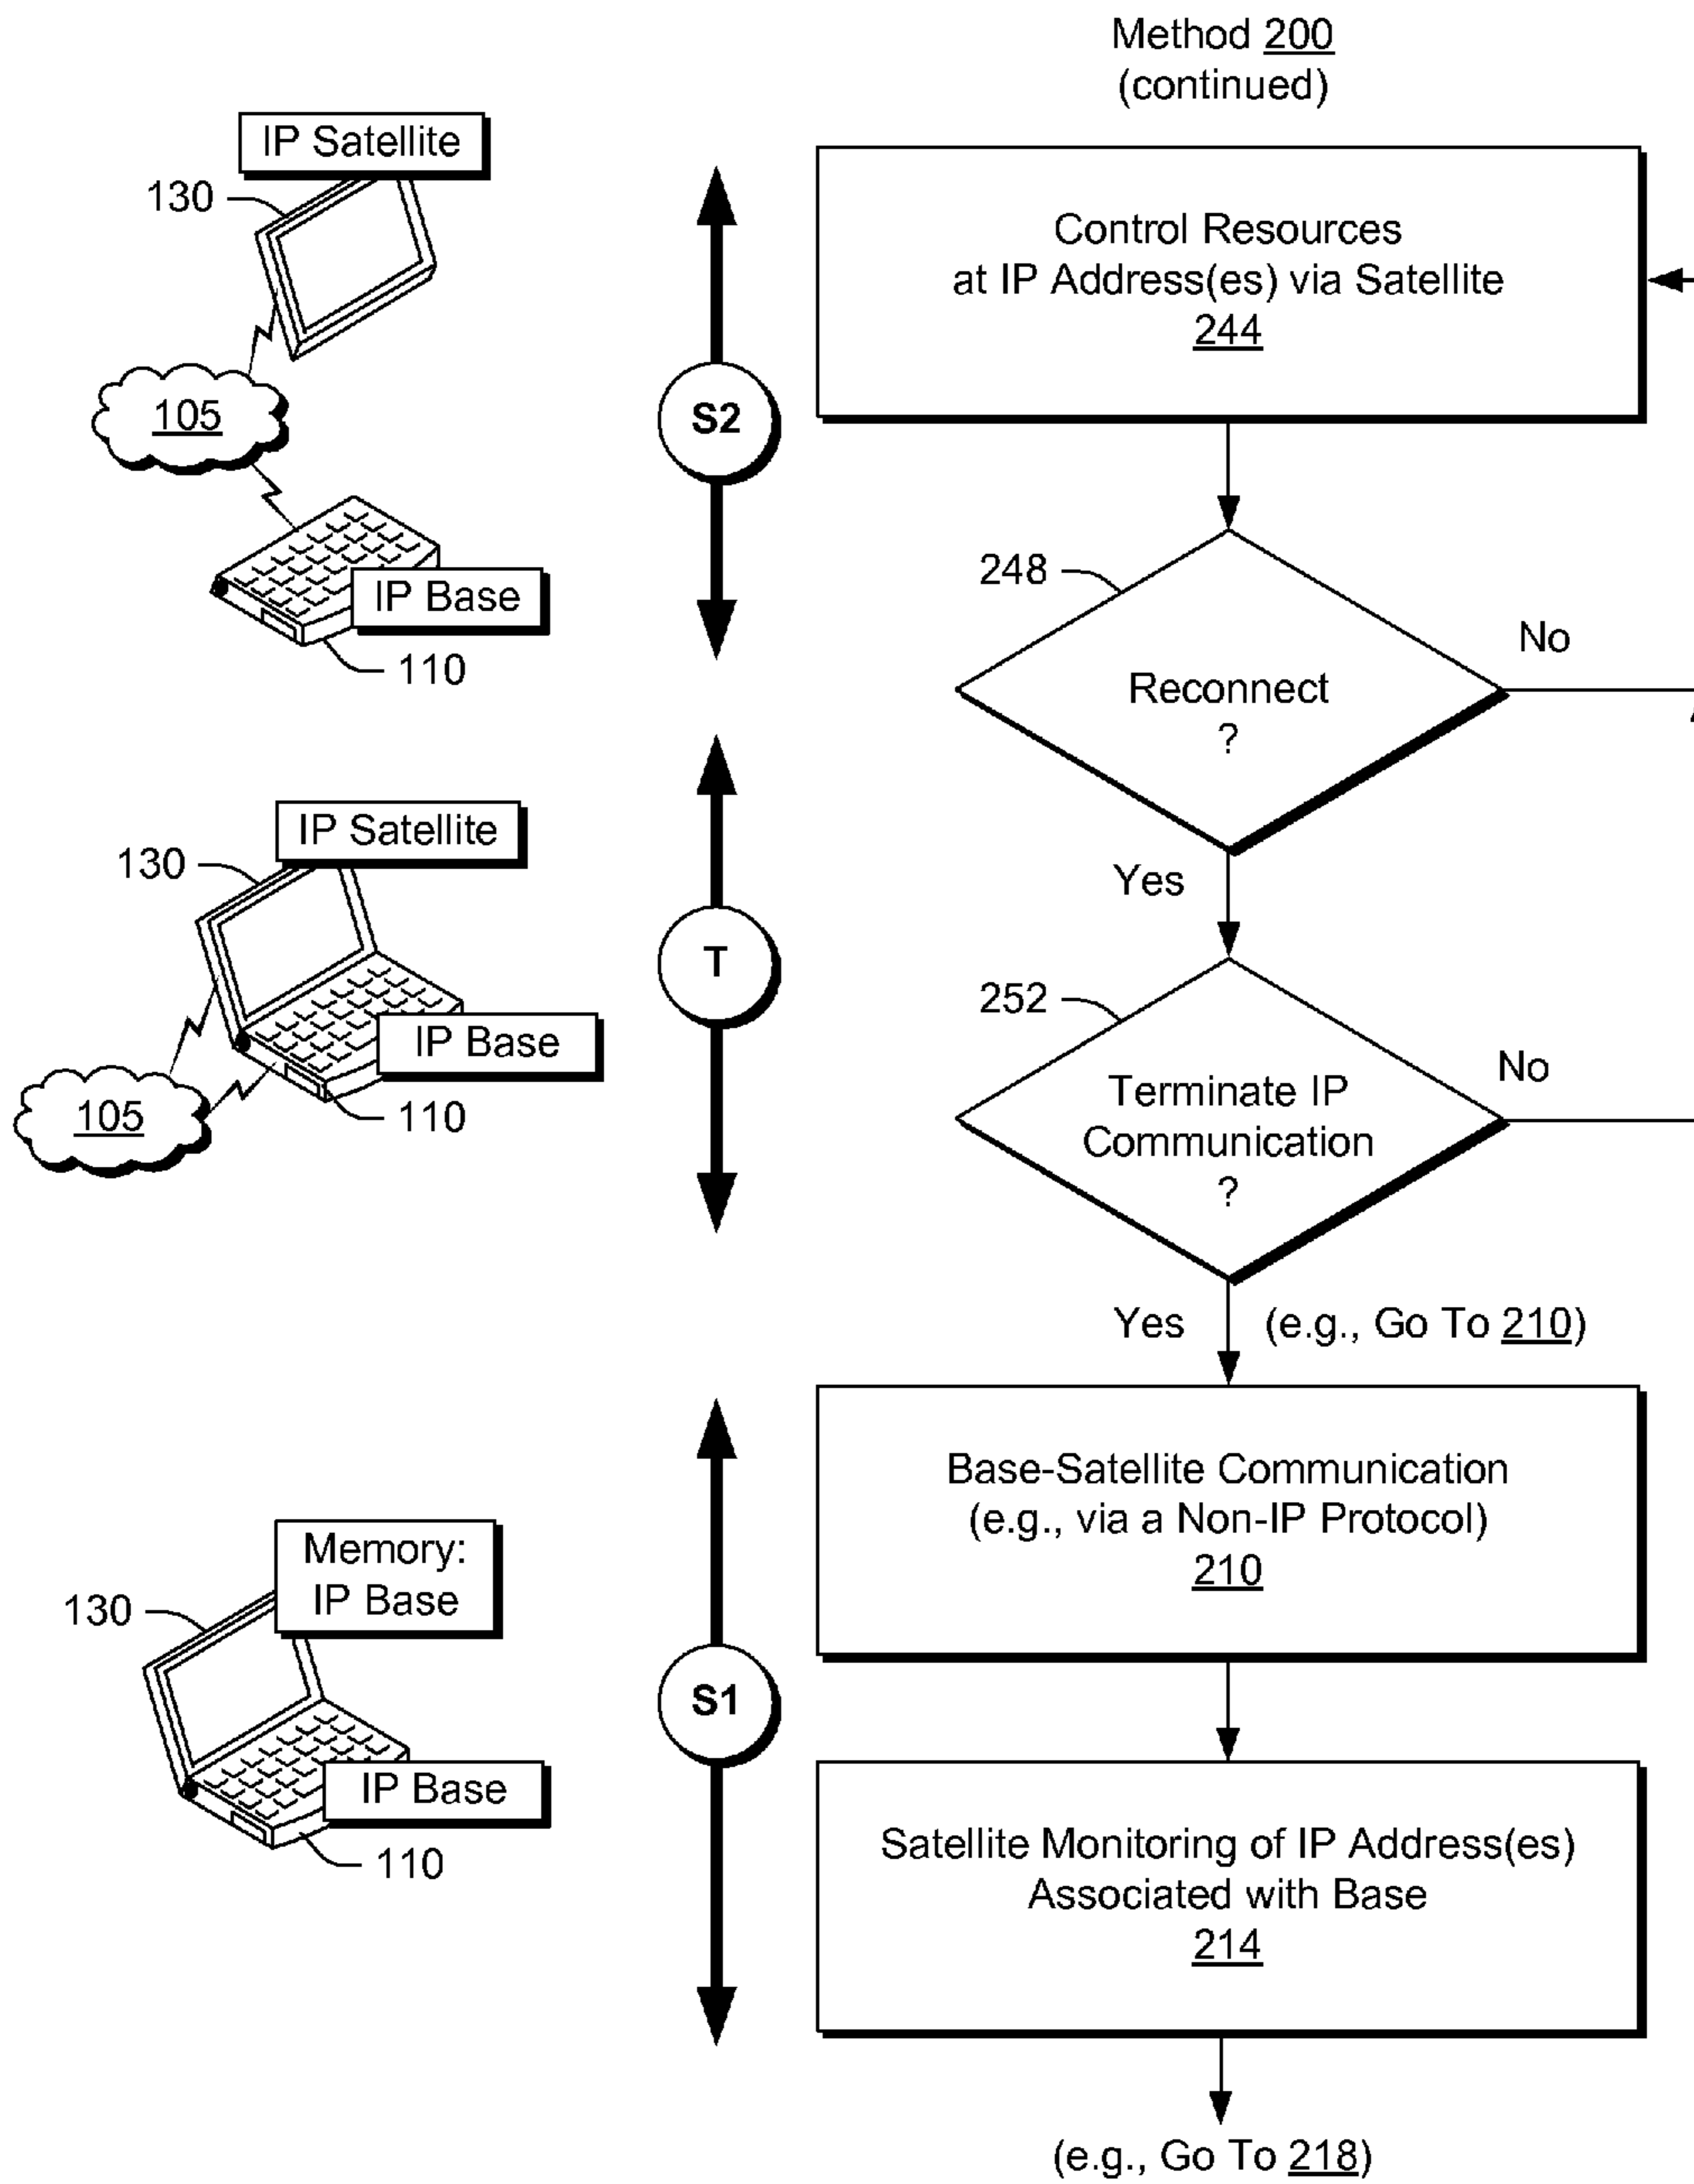 Method 200
(continued)
IP Satellite
130
105
IP Base
110
S2
Control Resources
at IP Address(es) via Satellite
244
248
Reconnect
?
No
Yes
IP Satellite
130
IP Base
105
110
T
252
Terminate IP
Communication
?
No
Yes
(e.g., Go To 210)
Memory:
IP Base
130
IP Base
110
S1
Base-Satellite Communication
(e.g., via a Non-IP Protocol)
210
Satellite Monitoring of IP Address(es)
Associated with Base
214
(e.g., Go To 218)